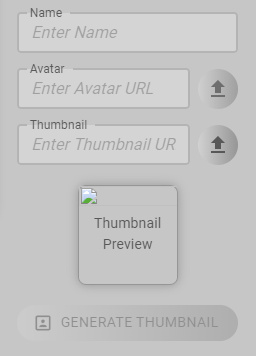 Name
Enter Name
Avatar
Enter Avatar URL
Thumbnail
Enter Thumbnail UR
Thumbnail
Preview
GENERATE THUMBNAIL